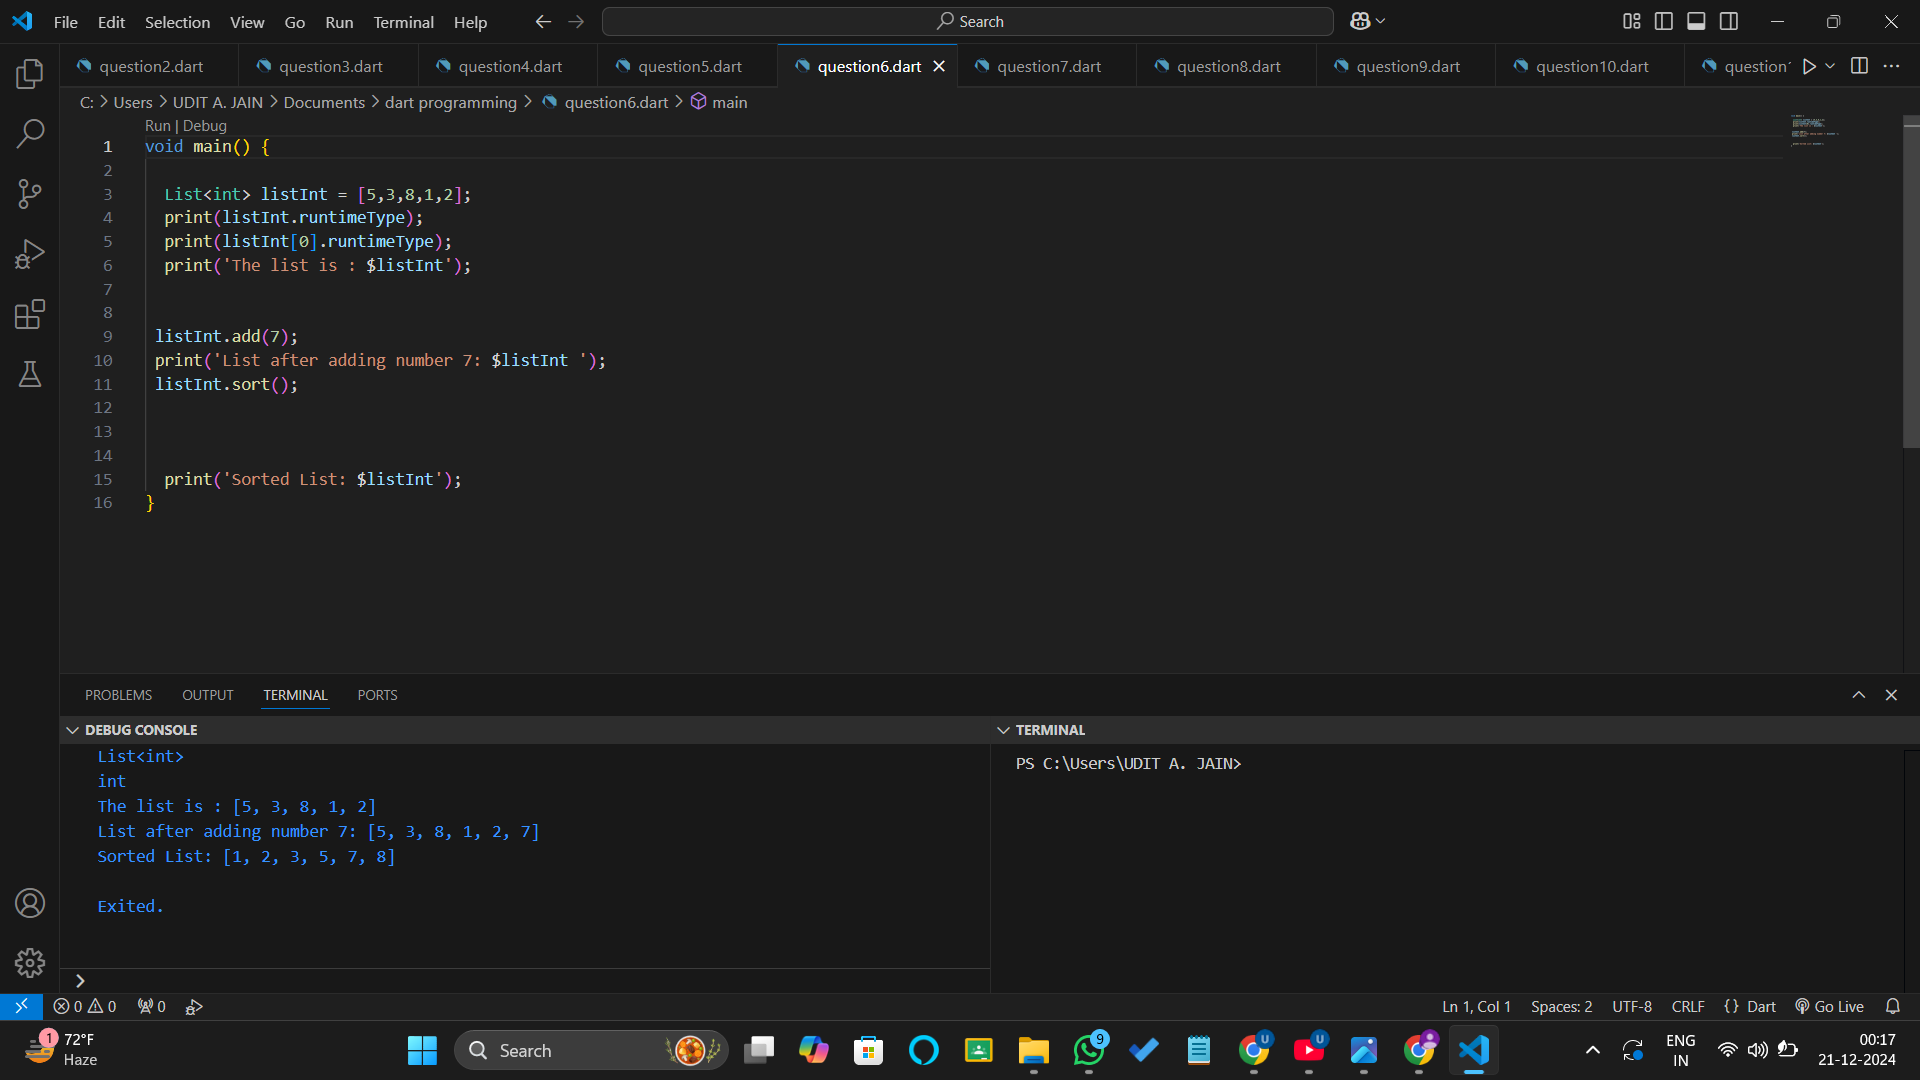 File Edit Selection View Go Run Terminal Help Search
question2.dart question3.dart question4.dart question5.dart question6.dart question7.dart question8.dart question9.dart question10.dart question
C: > Users > UDIT A. JAIN > Documents > dart programming > question6.dart > main
Run | Debug
1 void main() {
2
3 List<int> listInt = [5,3,8,1,2];
4 print(listInt.runtimeType);
5 print(listInt[0].runtimeType);
6 print('The list is : $listInt');
7
8
9 listInt.add(7);
10 print('List after adding number 7: $listInt ');
11 listInt.sort();
12
13
14
15 print('Sorted List: $listInt');
16 }
PROBLEMS OUTPUT TERMINAL PORTS
DEBUG CONSOLE
List<int>
int
The list is : [5, 3, 8, 1, 2]
List after adding number 7: [5, 3, 8, 1, 2, 7]
Sorted List: [1, 2, 3, 5, 7, 8]
Exited.
TERMINAL
PS C:\Users\UDIT A. JAIN>
0 0 0 Ln 1, Col 1 Spaces: 2 UTF-8 CRLF {} Dart Go Live
1 72°F
Haze
Search
9
U
U
ENG
IN
00:17
21-12-2024